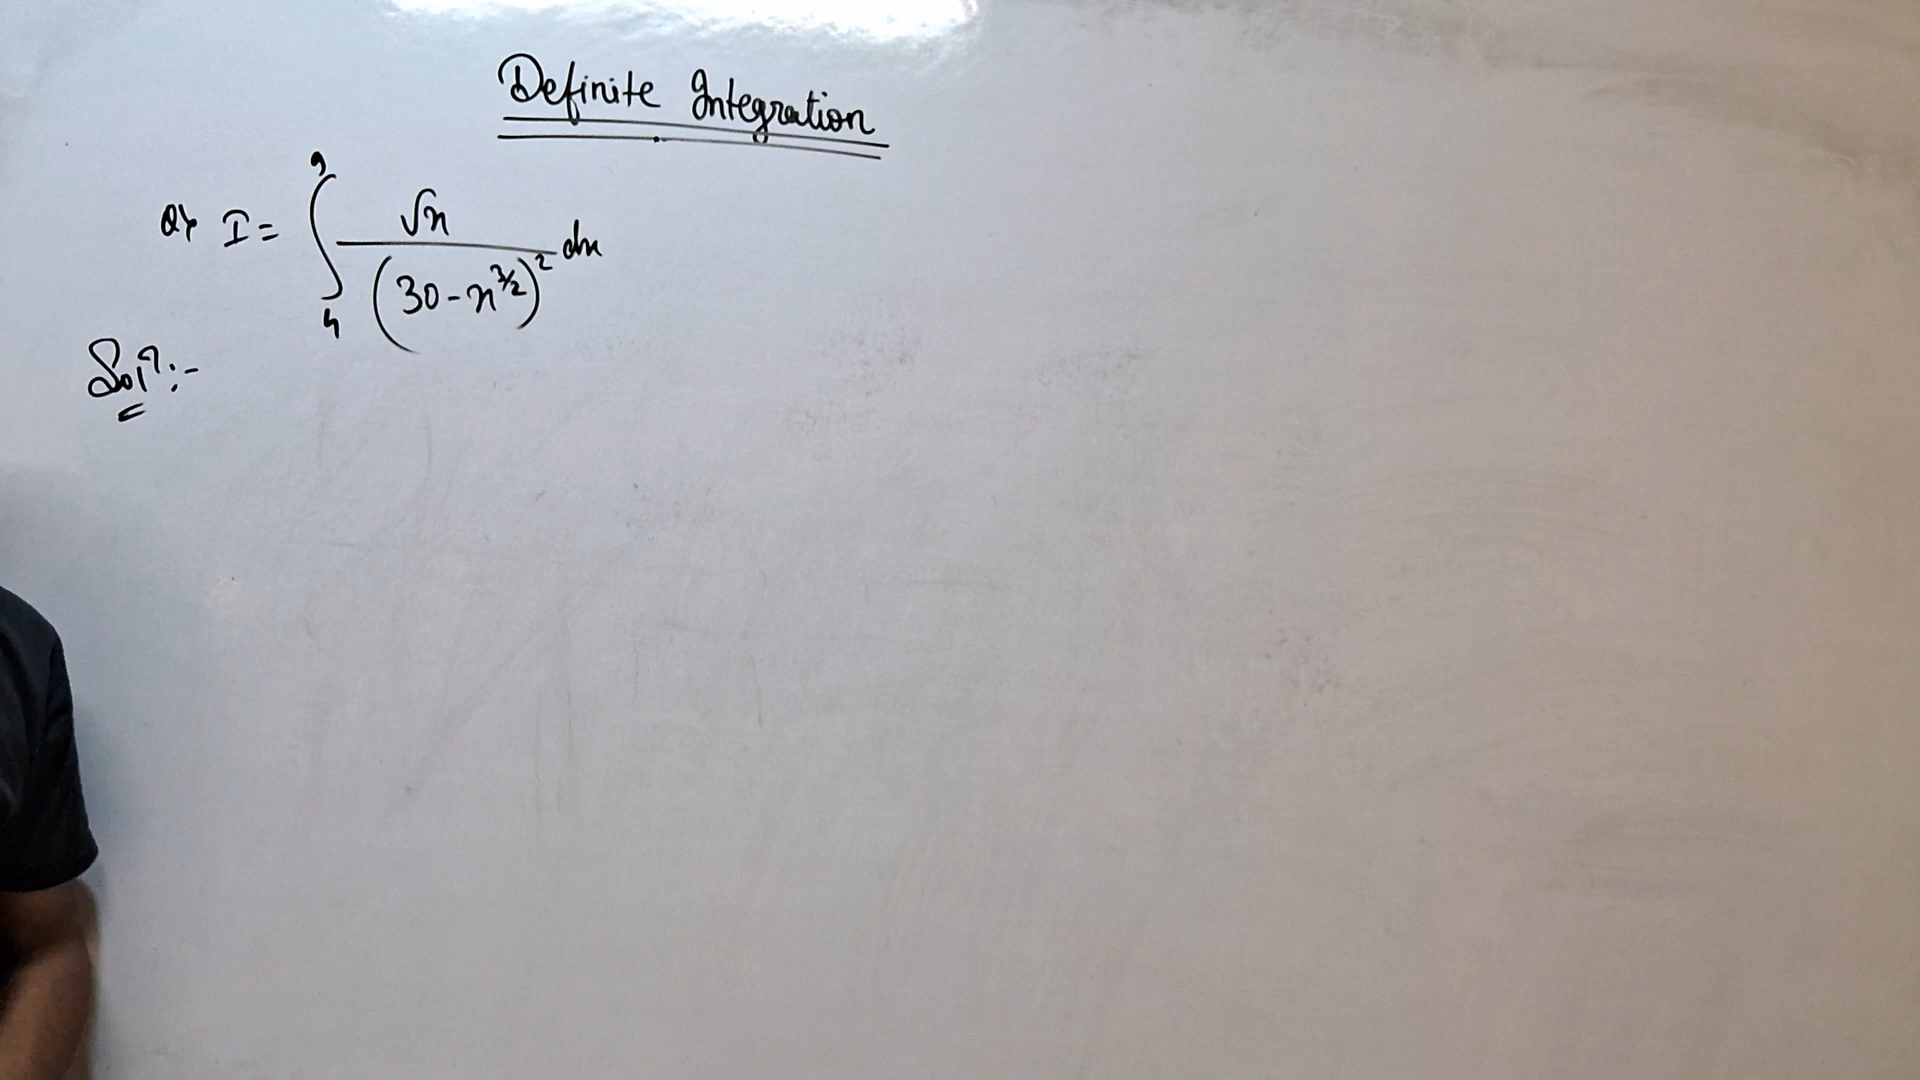 Definite Integration
Q) I = ∫₄⁹ √x / (30 - x^(3/2))² dx
Solⁿ:-